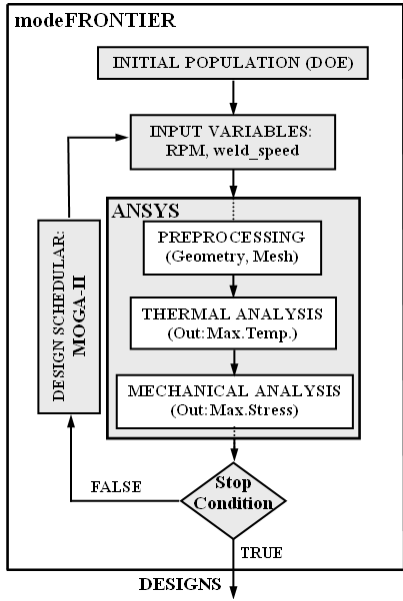 modeFRONTIER
INITIAL POPULATION (DOE)
INPUT VARIABLES:
RPM, weld_speed
ANSYS
PREPROCESSING
(Geometry, Mesh)
THERMAL ANALYSIS
(Out:Max.Temp.)
MECHANICAL ANALYSIS
(Out:Max.Stress)
DESIGN SCHEDULAR:
MOGA-II
Stop
Condition
FALSE
TRUE
DESIGNS